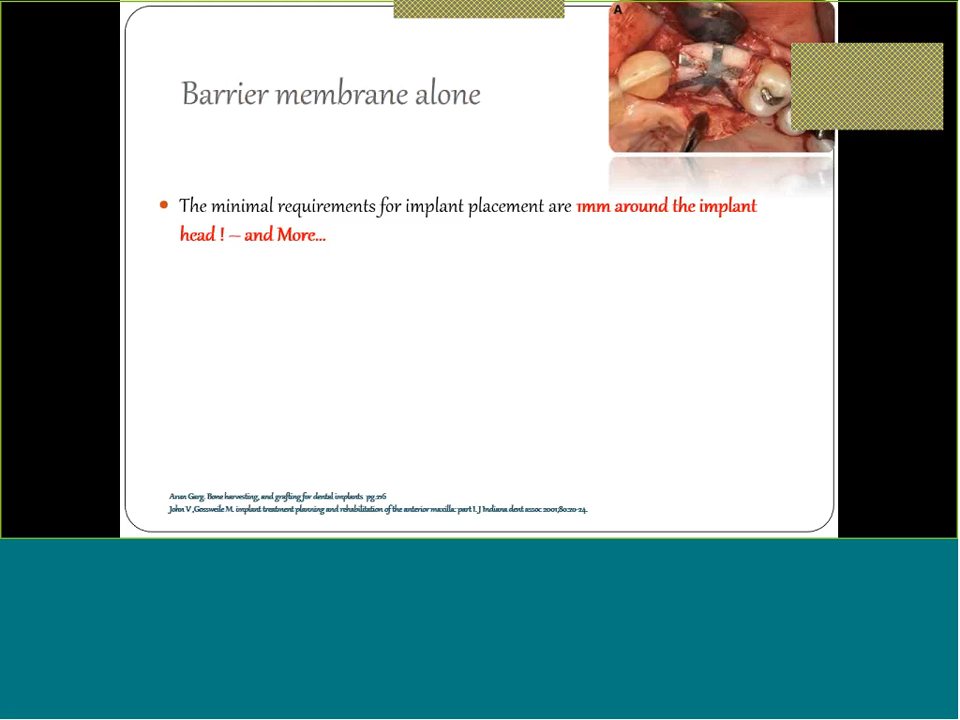 A
Barrier membrane alone
• The minimal requirements for implant placement are 1mm around the implant
head ! – and More...
Arun Garg. Bone harvesting, and grafting for dental implants pg.116
John V ,Gossweile M. implant treatment planning and rehabilitation of the anterior maxilla: part I. J Indiana dent assoc 2001;80:20-24.